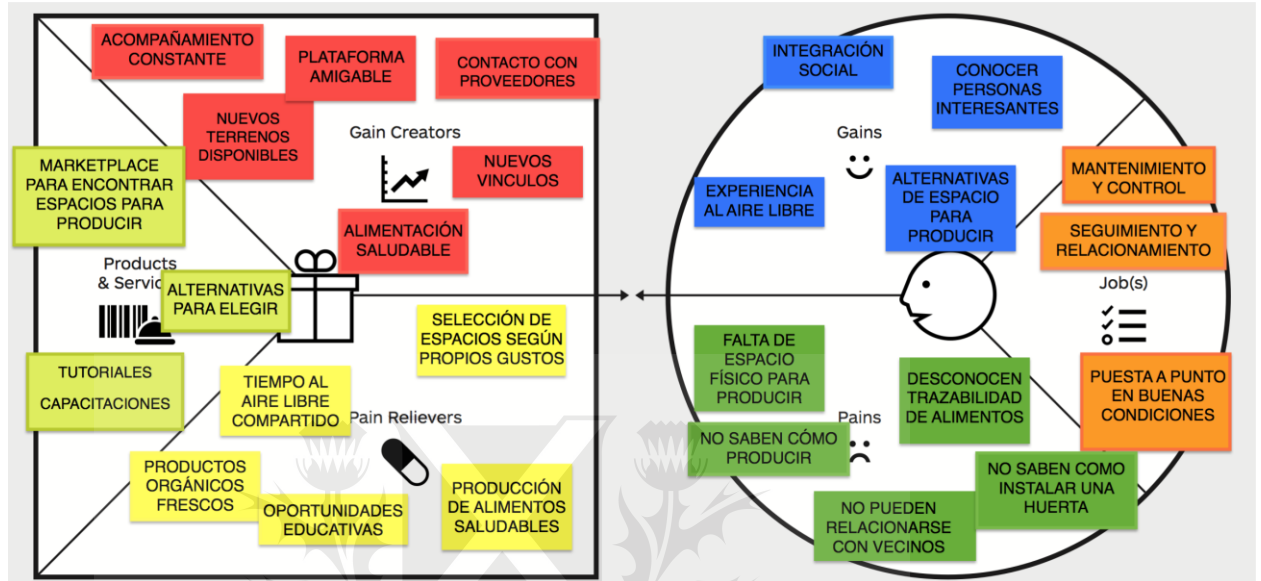 ACOMPAÑAMIENTO
CONSTANTE
PLATAFORMA
AMIGABLE
CONTACTO CON
PROVEEDORES
NUEVOS
TERRENOS
DISPONIBLES
Gain Creators
MARKETPLACE
PARA ENCONTRAR
ESPACIOS PARA
PRODUCIR
NUEVOS
VINCULOS
ALIMENTACIÓN
SALUDABLE
Products
& Servic
ALTERNATIVAS
PARA ELEGIR
SELECCIÓN DE
ESPACIOS SEGÚN
PROPIOS GUSTOS
TUTORIALES
CAPACITACIONES
TIEMPO AL
AIRE LIBRE
COMPARTIDO
Pain Relievers
PRODUCTOS
ORGÁNICOS
FRESCOS
OPORTUNIDADES
EDUCATIVAS
PRODUCCIÓN
DE ALIMENTOS
SALUDABLES
INTEGRACIÓN
SOCIAL
CONOCER
PERSONAS
INTERESANTES
Gains
EXPERIENCIA
AL AIRE LIBRE
ALTERNATIVAS
DE ESPACIO
PARA
PRODUCIR
MANTENIMIENTO
Y CONTROL
SEGUIMIENTO Y
RELACIONAMIENTO
Job(s)
FALTA DE
ESPACIO
FÍSICO PARA
PRODUCIR
DESCONOCEN
TRAZABILIDAD
DE ALIMENTOS
PUESTA A PUNTO
EN BUENAS
CONDICIONES
Pains
NO SABEN CÓMO
PRODUCIR
NO SABEN COMO
INSTALAR UNA
HUERTA
NO PUEDEN
RELACIONARSE
CON VECINOS